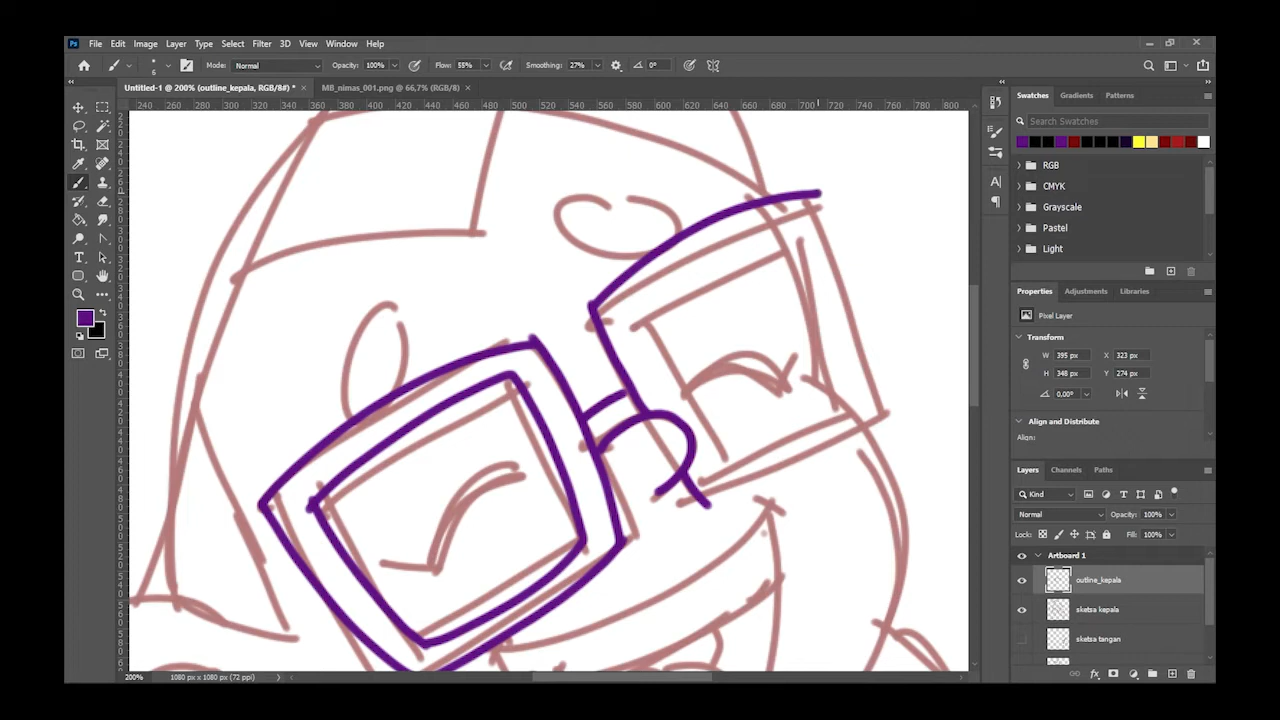 Ps File Edit Image Layer Type Select Filter 3D View Window Help
6 Mode: Normal Opacity: 100% Flow: 55% Smoothing: 27% 0°
Untitled-1 @ 200% (outline_kepala, RGB/8#) * × MB_nimas_001.png @ 66,7% (RGB/8) ×
240 260 280 300 320 340 360 380 400 420 440 460 480 500 520 540 560 580 600 620 640 660 680 700 720 740 760 780 800
Swatches Gradients Patterns
Search Swatches
RGB
CMYK
Grayscale
Pastel
Light
Properties Adjustments Libraries
Pixel Layer
Transform
W 395 px X 323 px
H 348 px Y 274 px
0,00°
Align and Distribute
Align:
Layers Channels Paths
Kind
Normal Opacity: 100%
Lock: Fill: 100%
Artboard 1
outline_kepala
sketsa kepala
sketsa tangan
200% 1080 px x 1080 px (72 ppi)